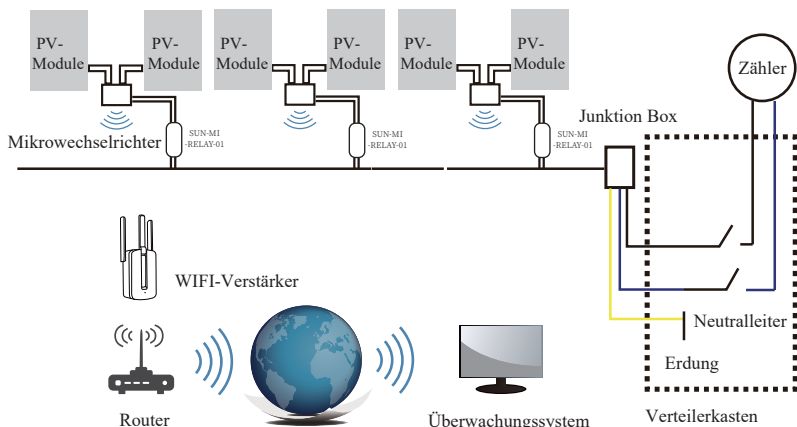 PV-
Module
PV-
Module
PV-
Module
PV-
Module
PV-
Module
PV-
Module
Zähler
Junktion Box
Mikrowechselrichter
SUN-MI
-RELAY-01
SUN-MI
-RELAY-01
SUN-MI
-RELAY-01
WIFI-Verstärker
Neutralleiter
Erdung
Router
Überwachungssystem
Verteilerkasten